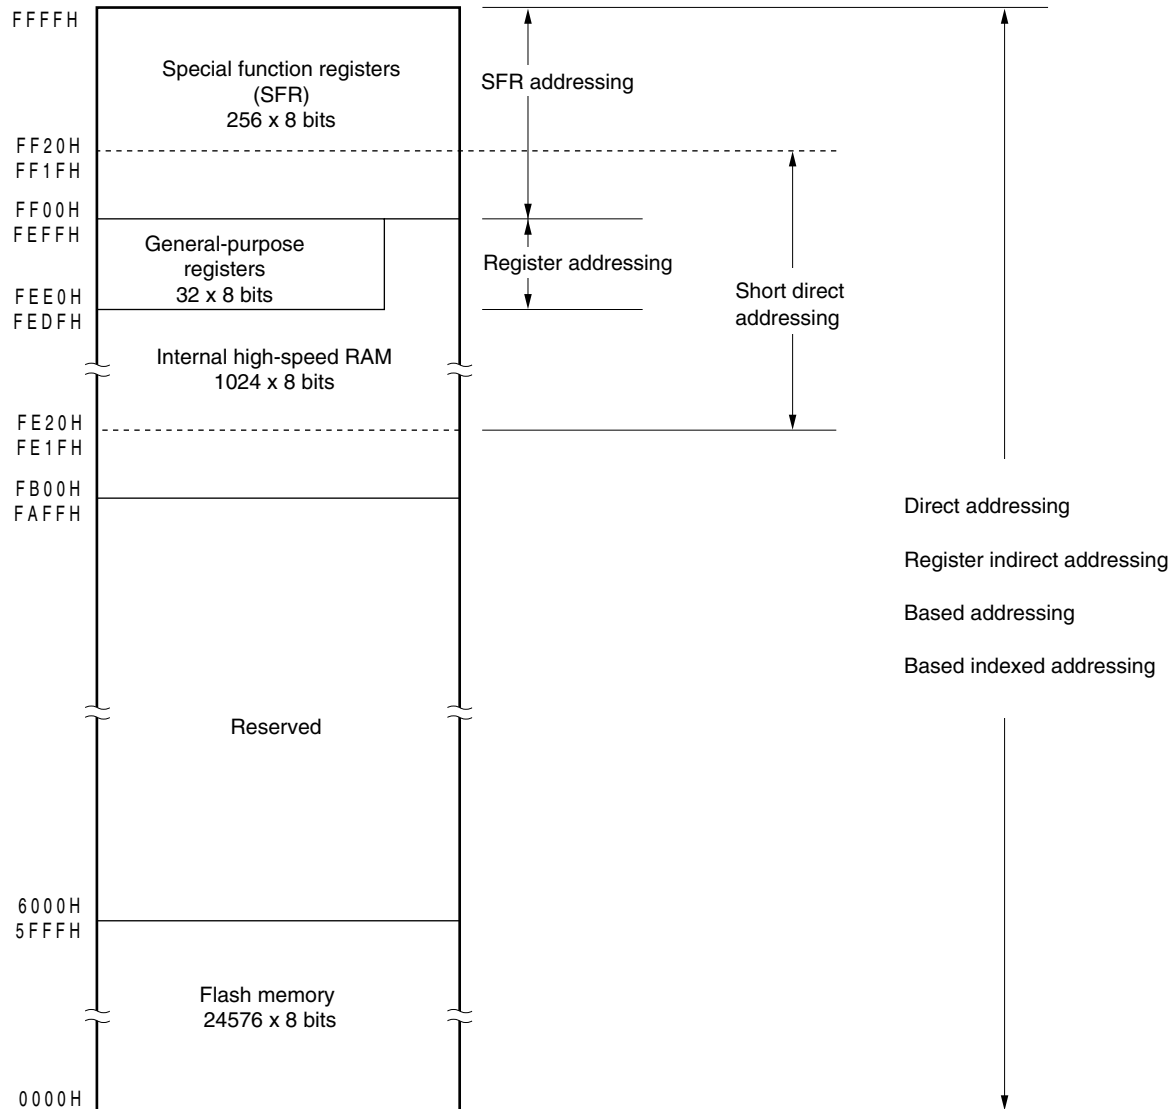 FFFFH
Special function registers
(SFR)
256 x 8 bits
SFR addressing
FF20H
FF1FH
FF00H
FEFFH
General-purpose
registers
32 x 8 bits
Register addressing
Short direct
addressing
FEE0H
FEDFH
Internal high-speed RAM
1024 x 8 bits
FE20H
FE1FH
FB00H
FAFFH
Direct addressing
Register indirect addressing
Based addressing
Based indexed addressing
Reserved
6000H
5FFFH
Flash memory
24576 x 8 bits
0000H